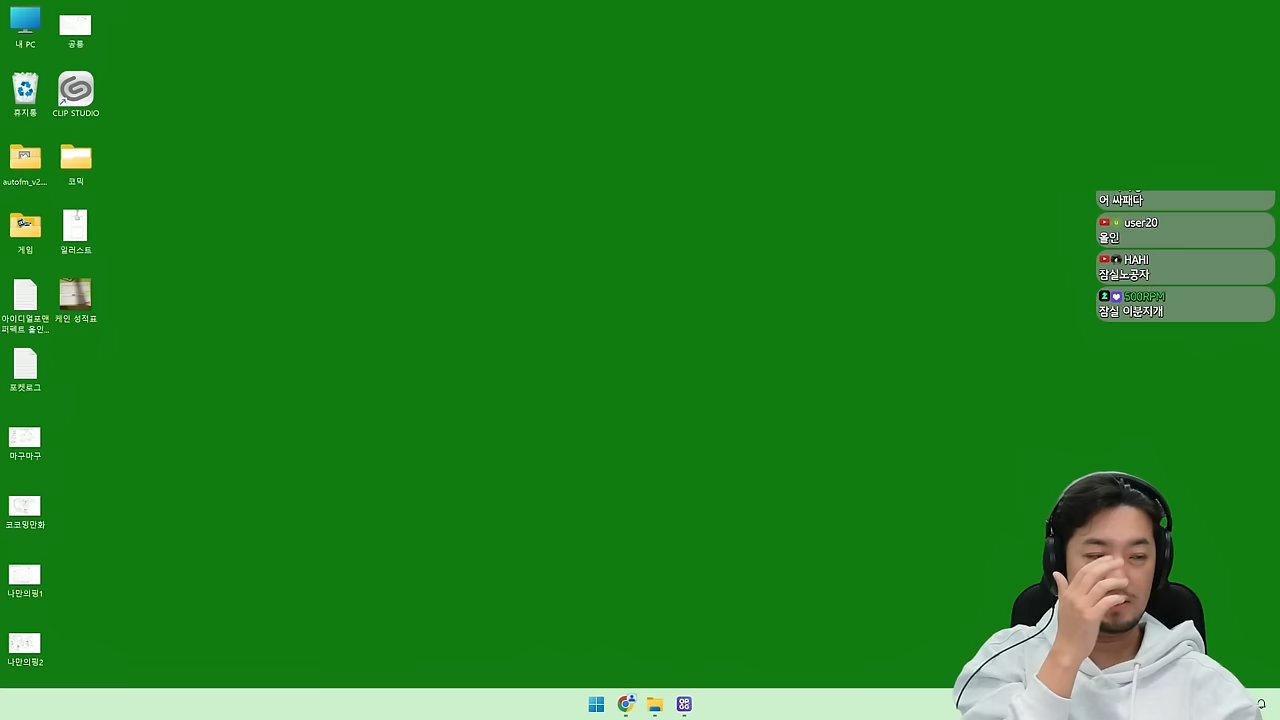 내 PC
공룡
휴지통
CLIP STUDIO
autofm_v2...
코믹
게임
일러스트
아이디얼포맨
퍼펙트 올인...
케인 성적표
포켓로그
마구마구
코코밍만화
나만의핑1
나만의핑2
어 싸패다
user20
올인
HAHI
잠실노공자
500RPM
잠실 이분지개